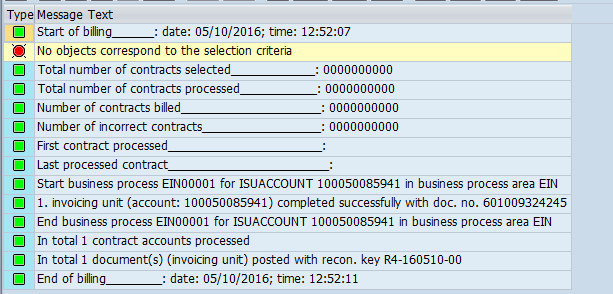 Type Message Text
Start of billing______: date: 05/10/2016; time: 12:52:07
No objects correspond to the selection criteria
Total number of contracts selected____________: 0000000000
Total number of contracts processed___________: 0000000000
Number of contracts billed____________________: 0000000000
Number of incorrect contracts_________________: 0000000000
First contract processed______________________:
Last processed contract_______________________:
Start business process EIN00001 for ISUACCOUNT 100050085941 in business process area EIN
1. invoicing unit (account: 100050085941) completed successfully with doc. no. 601009324245
End business process EIN00001 for ISUACCOUNT 100050085941 in business process area EIN
In total 1 contract accounts processed
In total 1 document(s) (invoicing unit) posted with recon. key R4-160510-00
End of billing________: date: 05/10/2016; time: 12:52:11